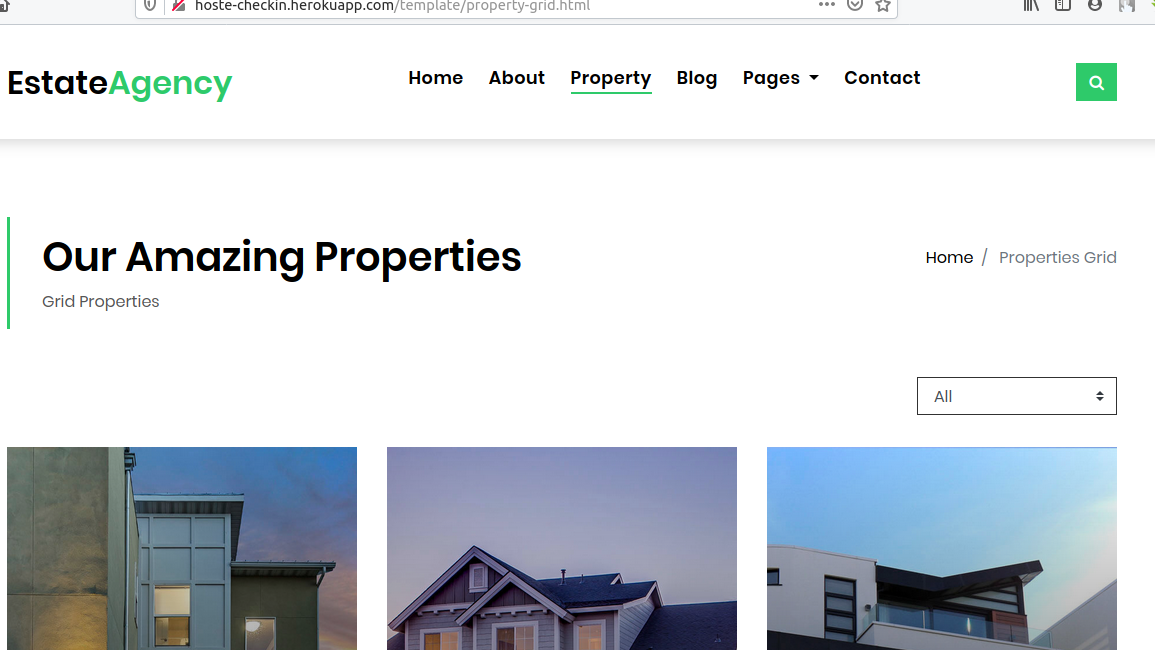 hoste-checkin.herokuapp.com/template/property-grid.html
EstateAgency
Home About Property Blog Pages Contact
Our Amazing Properties
Home / Properties Grid
Grid Properties
All